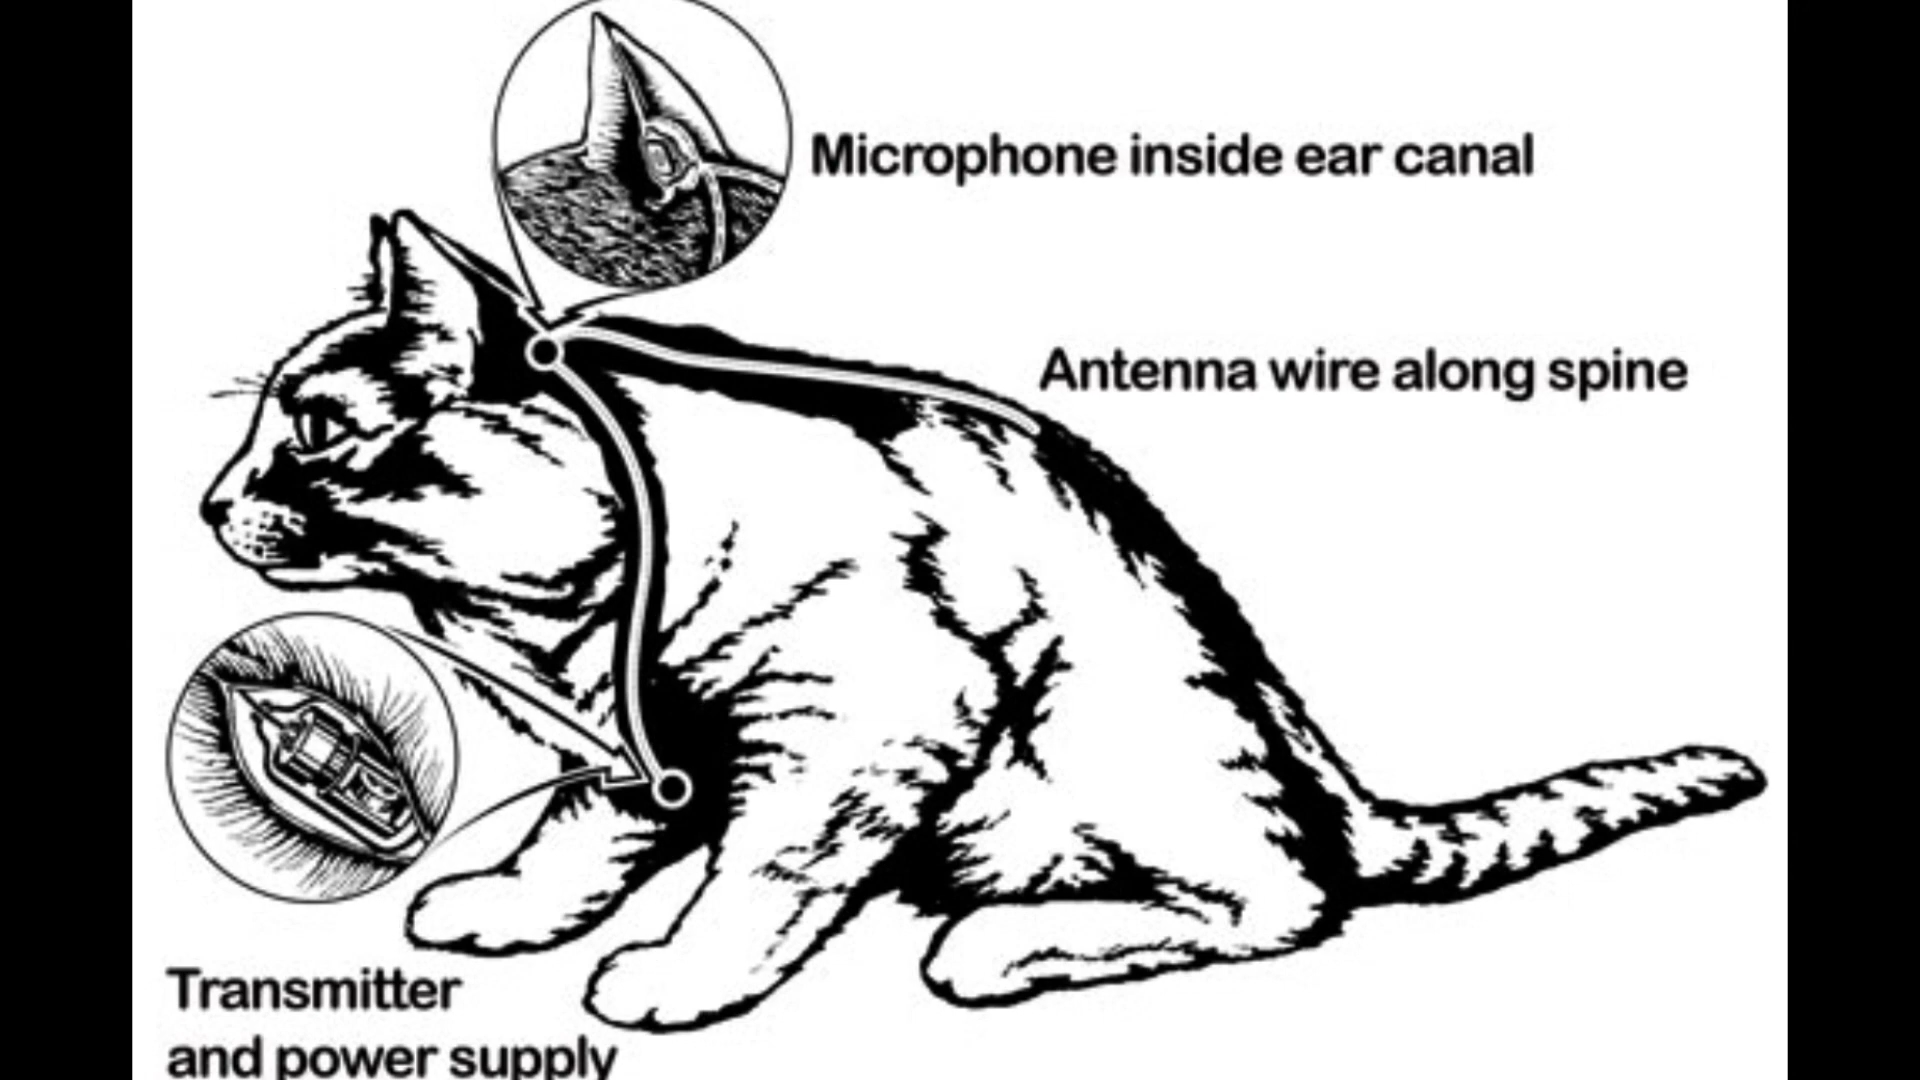 Microphone inside ear canal
Antenna wire along spine
Transmitter
and power supply